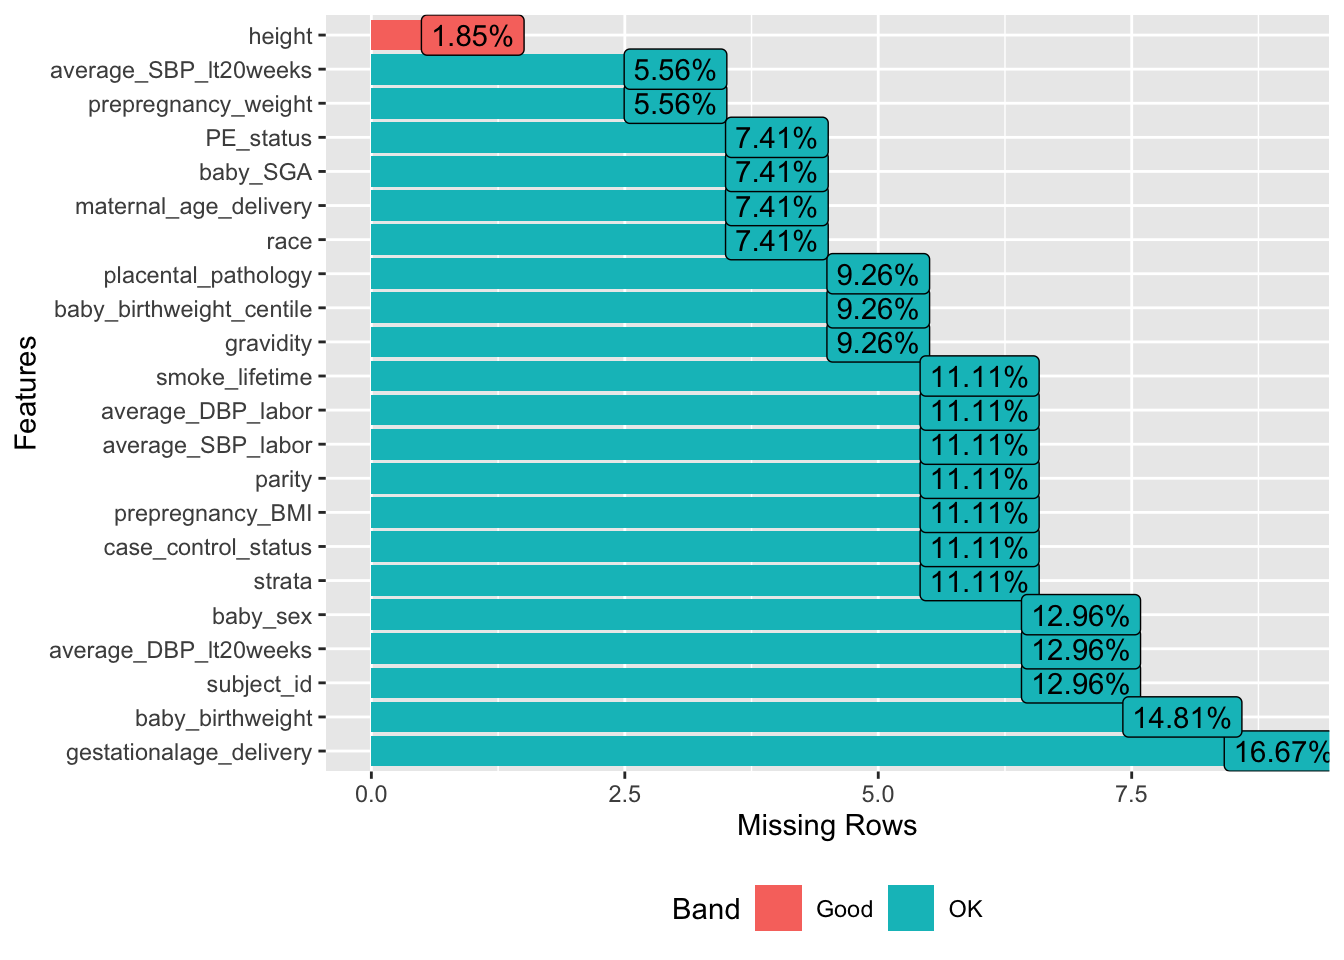 height 1.85%
average_SBP_lt20weeks 5.56%
prepregnancy_weight 5.56%
PE_status 7.41%
baby_SGA 7.41%
maternal_age_delivery 7.41%
race 7.41%
placental_pathology 9.26%
baby_birthweight_centile 9.26%
gravidity 9.26%
smoke_lifetime 11.11%
average_DBP_labor 11.11%
average_SBP_labor 11.11%
parity 11.11%
prepregnancy_BMI 11.11%
case_control_status 11.11%
strata 11.11%
baby_sex 12.96%
average_DBP_lt20weeks 12.96%
subject_id 12.96%
baby_birthweight 14.81%
gestationalage_delivery 16.67%
Features
0.0 2.5 5.0 7.5
Missing Rows
Band Good OK